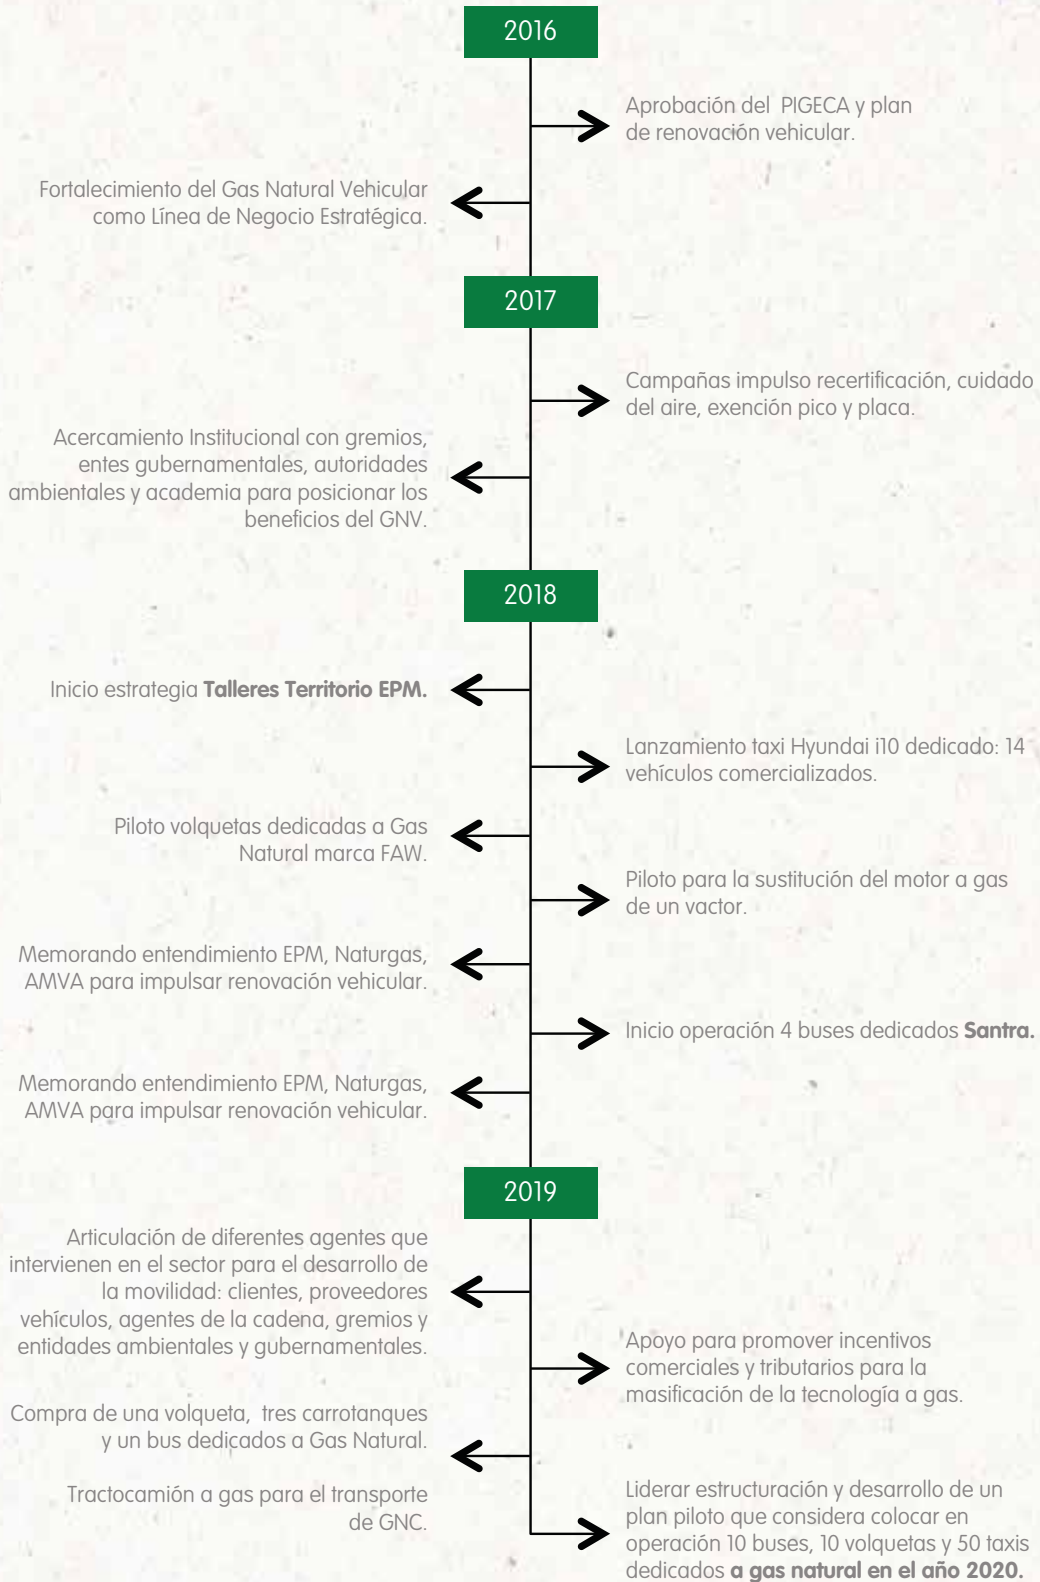 2016
Aprobación del PIGECA y plan
de renovación vehicular.
Fortalecimiento del Gas Natural Vehicular
como Línea de Negocio Estratégica.
2017
Campañas impulso recertificación, cuidado
del aire, exención pico y placa.
Acercamiento Institucional con gremios,
entes gubernamentales, autoridades
ambientales y academia para posicionar los
beneficios del GNV.
2018
Inicio estrategia Talleres Territorio EPM.
Lanzamiento taxi Hyundai i10 dedicado: 14
vehículos comercializados.
Piloto volquetas dedicadas a Gas
Natural marca FAW.
Piloto para la sustitución del motor a gas
de un vactor.
Memorando entendimiento EPM, Naturgas,
AMVA para impulsar renovación vehicular.
Inicio operación 4 buses dedicados Santra.
Memorando entendimiento EPM, Naturgas,
AMVA para impulsar renovación vehicular.
2019
Articulación de diferentes agentes que
intervienen en el sector para el desarrollo de
la movilidad: clientes, proveedores
vehículos, agentes de la cadena, gremios y
entidades ambientales y gubernamentales.
Apoyo para promover incentivos
comerciales y tributarios para la
masificación de la tecnología a gas.
Compra de una volqueta, tres carrotanques
y un bus dedicados a Gas Natural.
Tractocamión a gas para el transporte
de GNC.
Liderar estructuración y desarrollo de un
plan piloto que considera colocar en
operación 10 buses, 10 volquetas y 50 taxis
dedicados a gas natural en el año 2020.